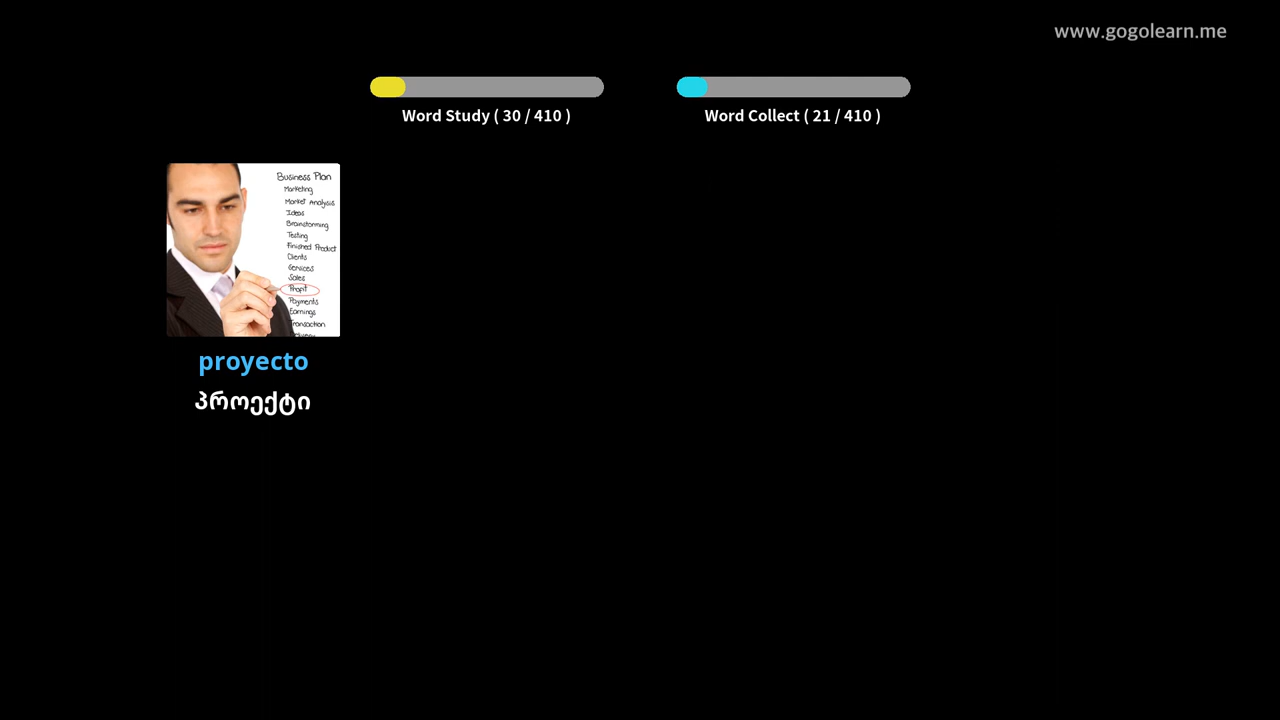 www.gogolearn.me
Word Study ( 30 / 410 )
Word Collect ( 21 / 410 )
Business Plan
Marketing
Market Analysis
Ideas
Brainstorming
Testing
Finished Product
Clients
Services
Sales
Profit
Payments
Earnings
Transaction
Delivery
proyecto
პროექტი